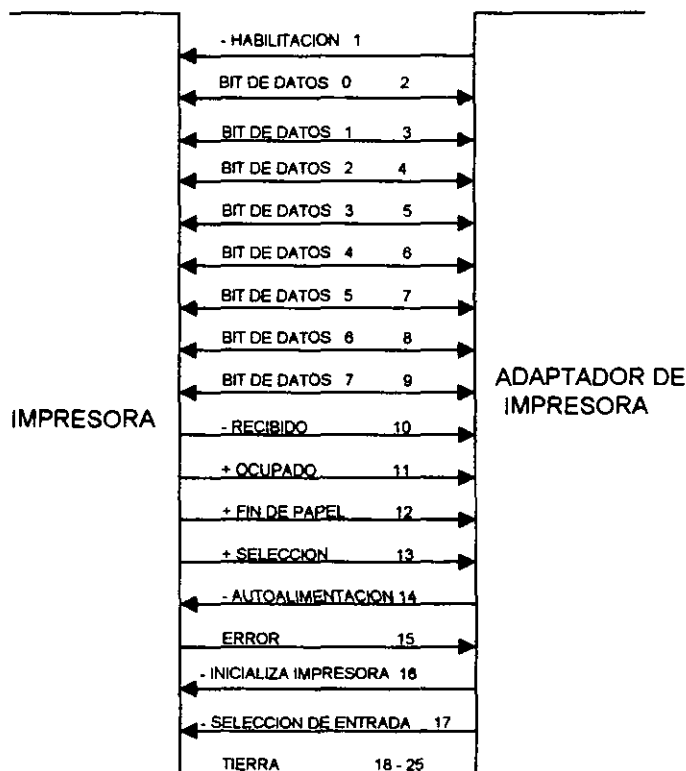 - HABILITACION 1
BIT DE DATOS 0 2
BIT DE DATOS 1 3
BIT DE DATOS 2 4
BIT DE DATOS 3 5
BIT DE DATOS 4 6
BIT DE DATOS 5 7
BIT DE DATOS 6 8
BIT DE DATOS 7 9
IMPRESORA
ADAPTADOR DE
IMPRESORA
- RECIBIDO 10
+ OCUPADO 11
+ FIN DE PAPEL 12
+ SELECCION 13
- AUTOALIMENTACION 14
ERROR 15
- INICIALIZA IMPRESORA 16
- SELECCION DE ENTRADA 17
TIERRA 18 - 25